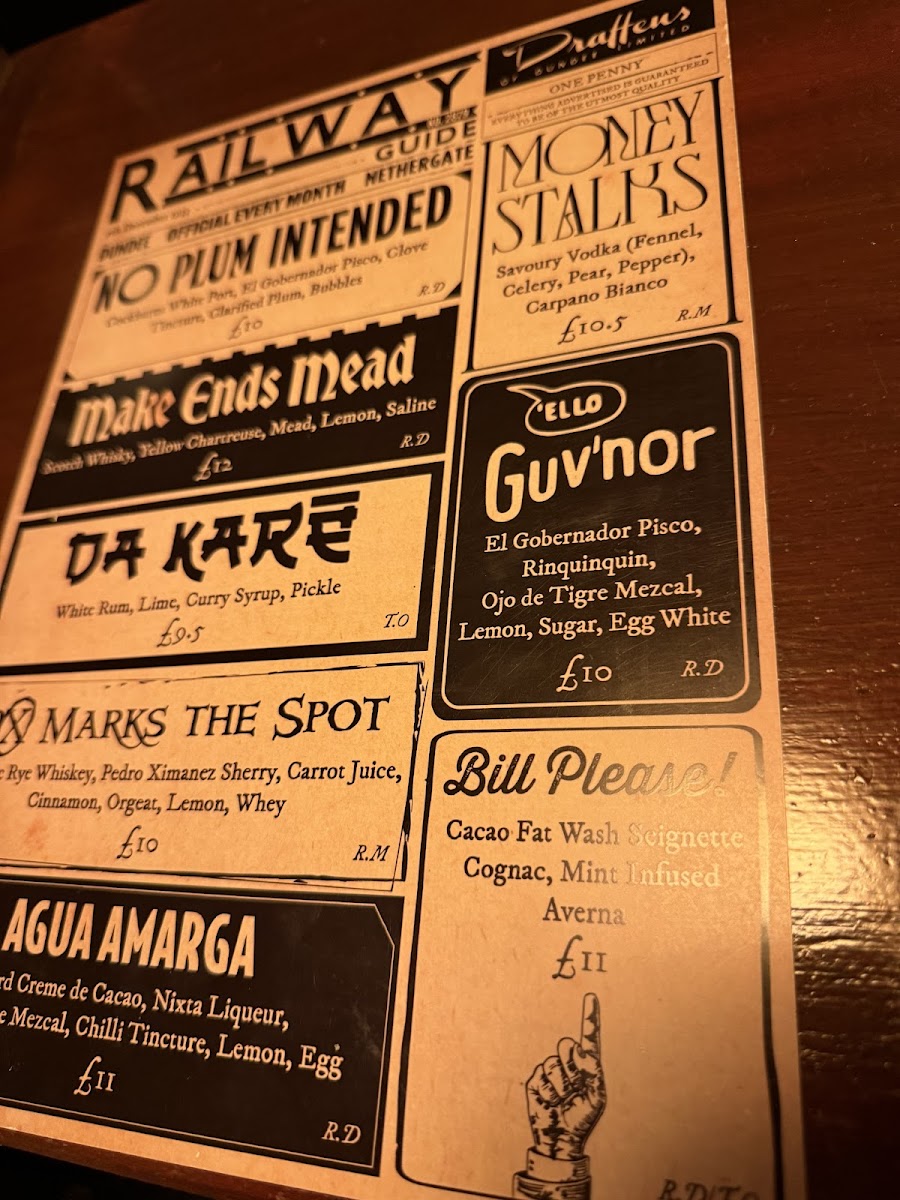 RAILWAY
GUIDE
DUNDEE OFFICIAL EVERY MONTH NETHERGATE
NO PLUM INTENDED
Cockburns White Port, El Gobernador Pisco, Clove
Tincture, Clarified Plum, Bubbles
£10
R.D
Make Ends Mead
Scotch Whisky, Yellow Chartreuse, Mead, Lemon, Saline
£12
R.D
DA KARĒ
White Rum, Lime, Curry Syrup, Pickle
£9.5
T.O
X MARKS THE SPOT
Rye Whiskey, Pedro Ximanez Sherry, Carrot Juice,
Cinnamon, Orgeat, Lemon, Whey
£10
R.M
AGUA AMARGA
Creme de Cacao, Nixta Liqueur,
Mezcal, Chilli Tincture, Lemon, Egg
£11
R.D
Draffens
OF DUNDEE LIMITED
ONE PENNY
EVERYTHING ADVERTISED IS GUARANTEED
TO BE OF THE UTMOST QUALITY
MONEY
STALKS
Savoury Vodka (Fennel,
Celery, Pear, Pepper),
Carpano Bianco
£10.5
R.M
'ELLO
GUV'NOR
El Gobernador Pisco,
Rinquinquin,
Ojo de Tigre Mezcal,
Lemon, Sugar, Egg White
£10
R.D
Bill Please!
Cacao Fat Wash Seignette
Cognac, Mint Infused
Averna
£11